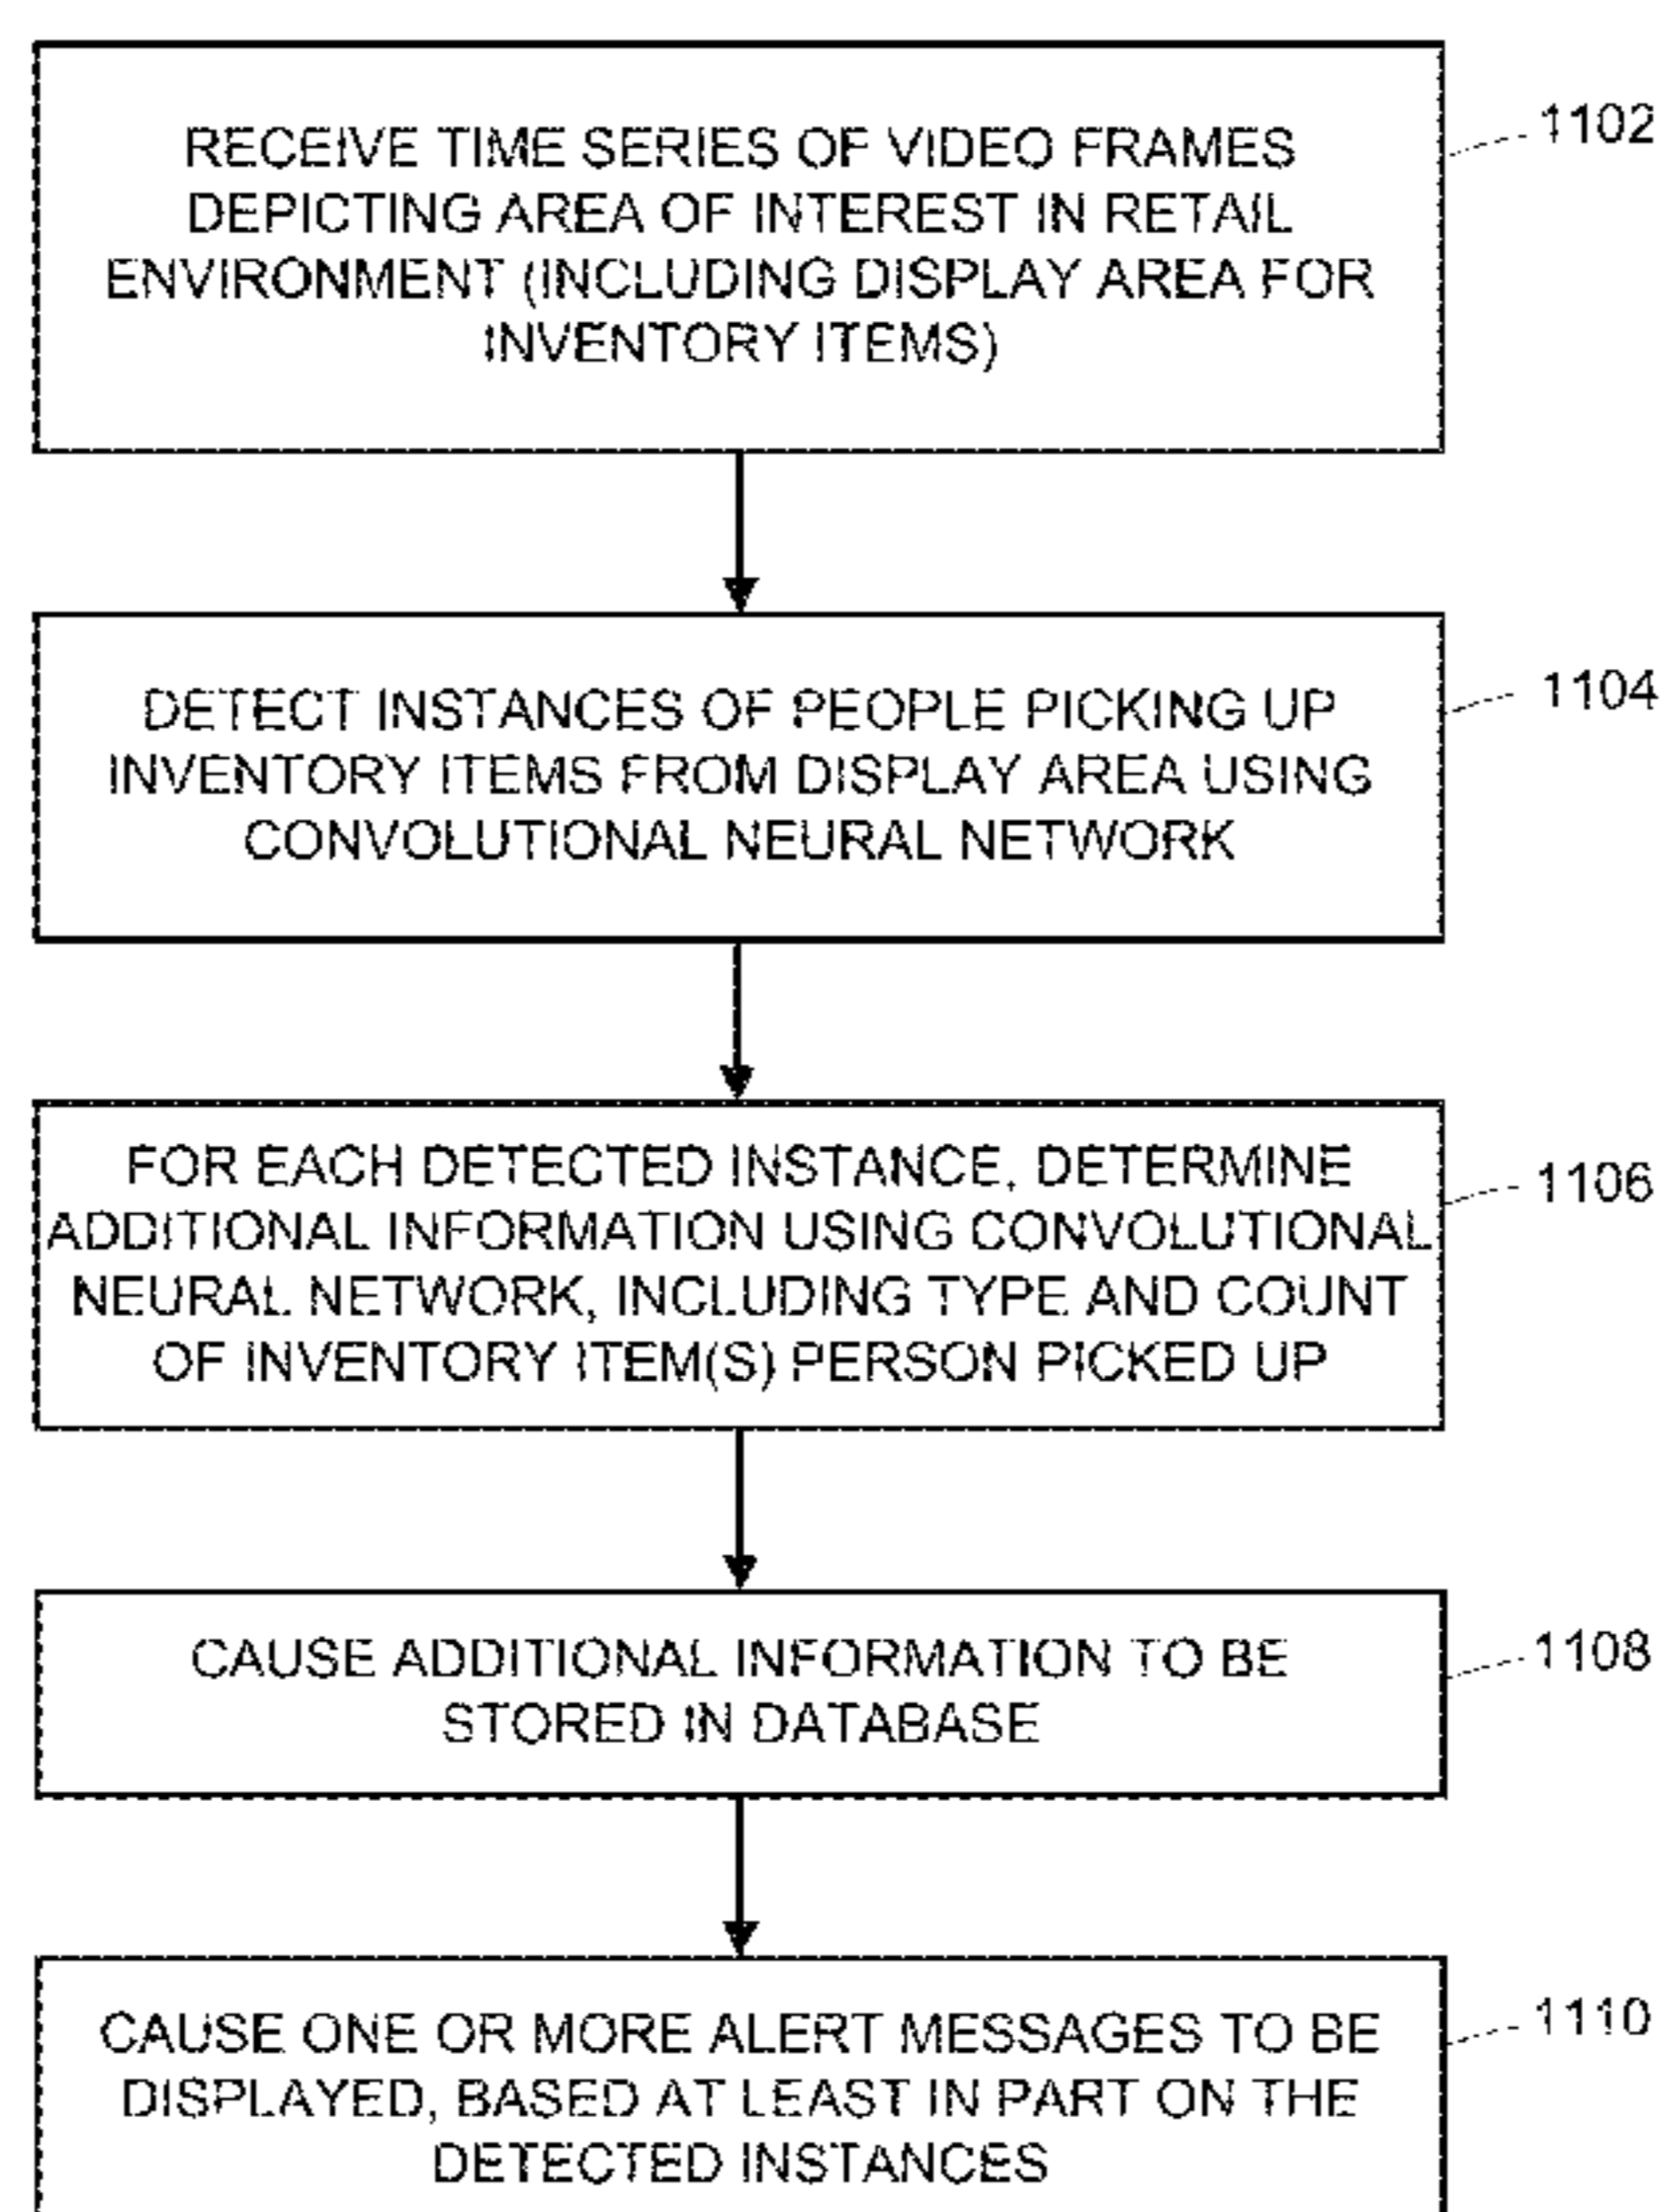 RECEIVE TIME SERIES OF VIDEO FRAMES
DEPICTING AREA OF INTEREST IN RETAIL
ENVIRONMENT (INCLUDING DISPLAY AREA FOR
INVENTORY ITEMS)
1102
DETECT INSTANCES OF PEOPLE PICKING UP
INVENTORY ITEMS FROM DISPLAY AREA USING
CONVOLUTIONAL NEURAL NETWORK
1104
FOR EACH DETECTED INSTANCE, DETERMINE
ADDITIONAL INFORMATION USING CONVOLUTIONAL
NEURAL NETWORK, INCLUDING TYPE AND COUNT
OF INVENTORY ITEM(S) PERSON PICKED UP
1106
CAUSE ADDITIONAL INFORMATION TO BE
STORED IN DATABASE
1108
CAUSE ONE OR MORE ALERT MESSAGES TO BE
DISPLAYED, BASED AT LEAST IN PART ON THE
DETECTED INSTANCES
1110